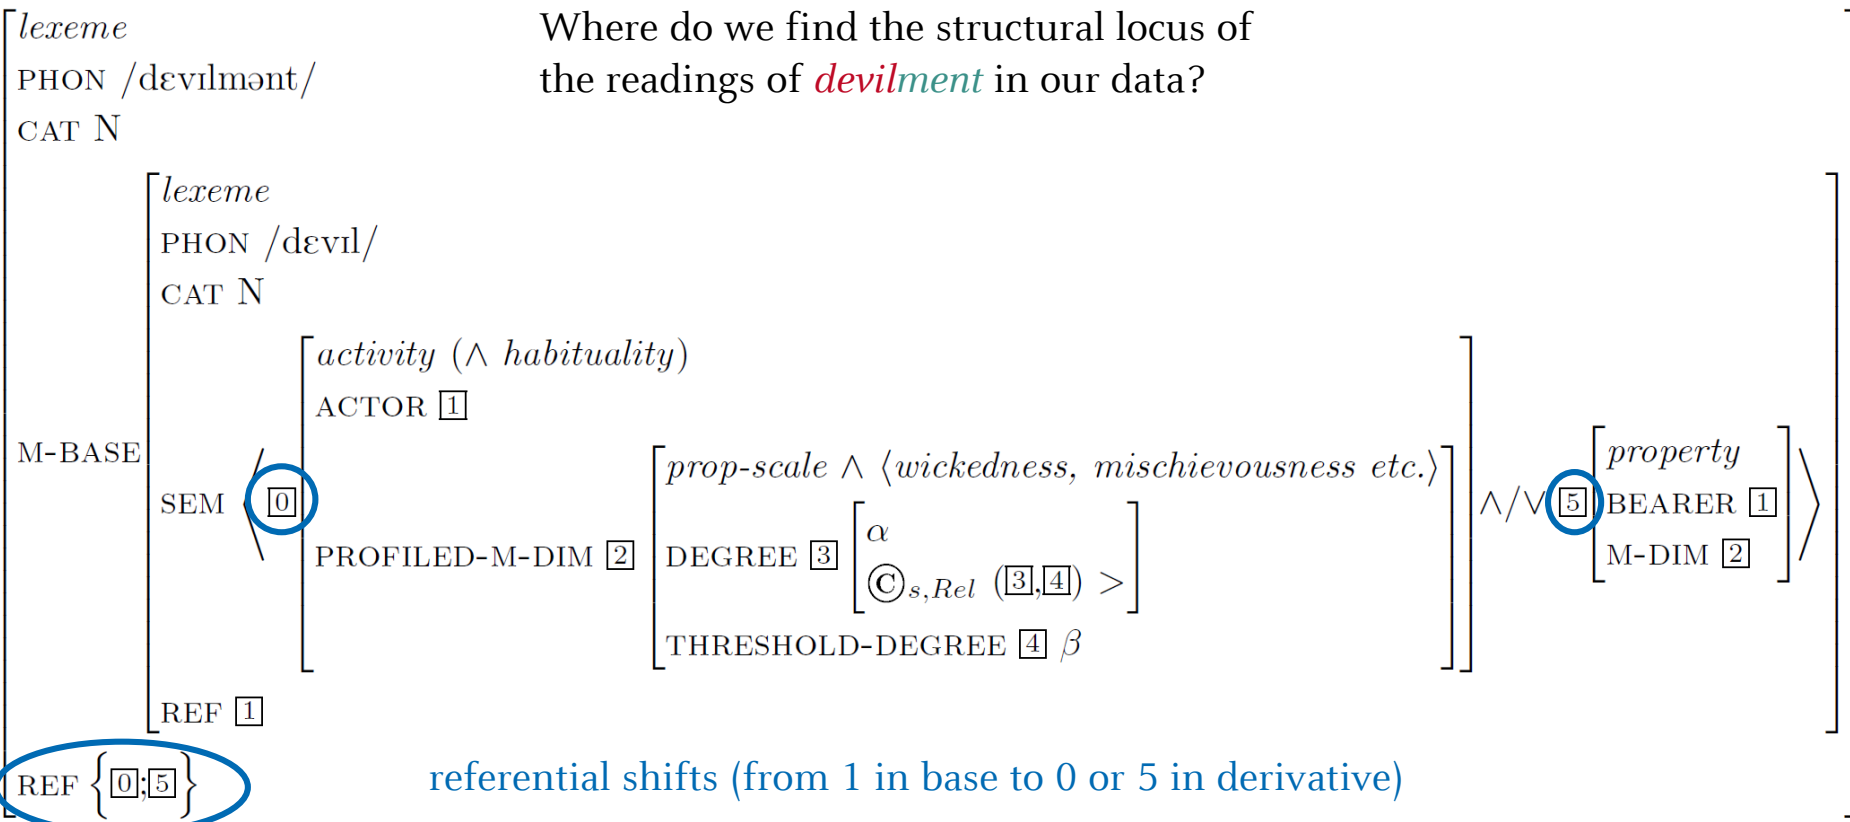 lexeme
PHON /dɛvɪlmənt/
CAT N
Where do we find the structural locus of
the readings of devilment in our data?
lexeme
PHON /dɛvɪl/
CAT N
activity (∧ habituality)
ACTOR 1
M-BASE
SEM ⟨ 0
PROFILED-M-DIM 2
prop-scale ∧ ⟨wickedness, mischievousness etc.⟩
DEGREE 3
α
©s,Rel (3,4) >
THRESHOLD-DEGREE 4 β
∧/∨ 5
property
BEARER 1
M-DIM 2 ⟩
REF 1
REF {0;5}
referential shifts (from 1 in base to 0 or 5 in derivative)